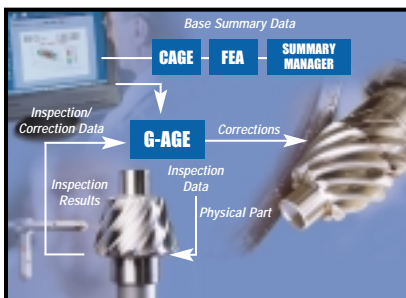 Base Summary Data
CAGE
FEA
SUMMARY
MANAGER
Inspection/
Correction Data
G-AGE
Corrections
Inspection
Results
Inspection
Data
Physical Part